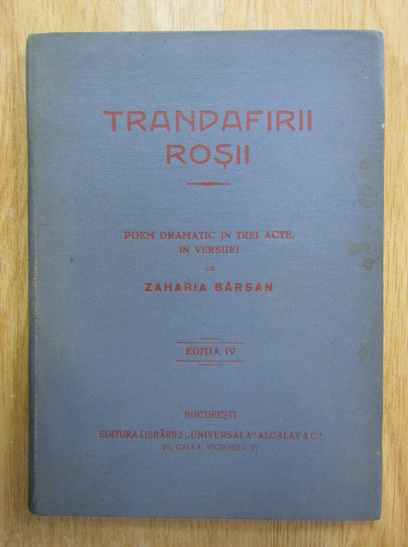 TRANDAFIRII
ROȘII
POEM DRAMATIC IN TREI ACTE,
IN VERSURI
DE
ZAHARIA BÂRSAN
EDIȚIA IV
BUCUREȘTI
EDITURA LIBRĂRIEI „UNIVERSALA” ALCALAY & Co
27, CALEA VICTORIEI, 27